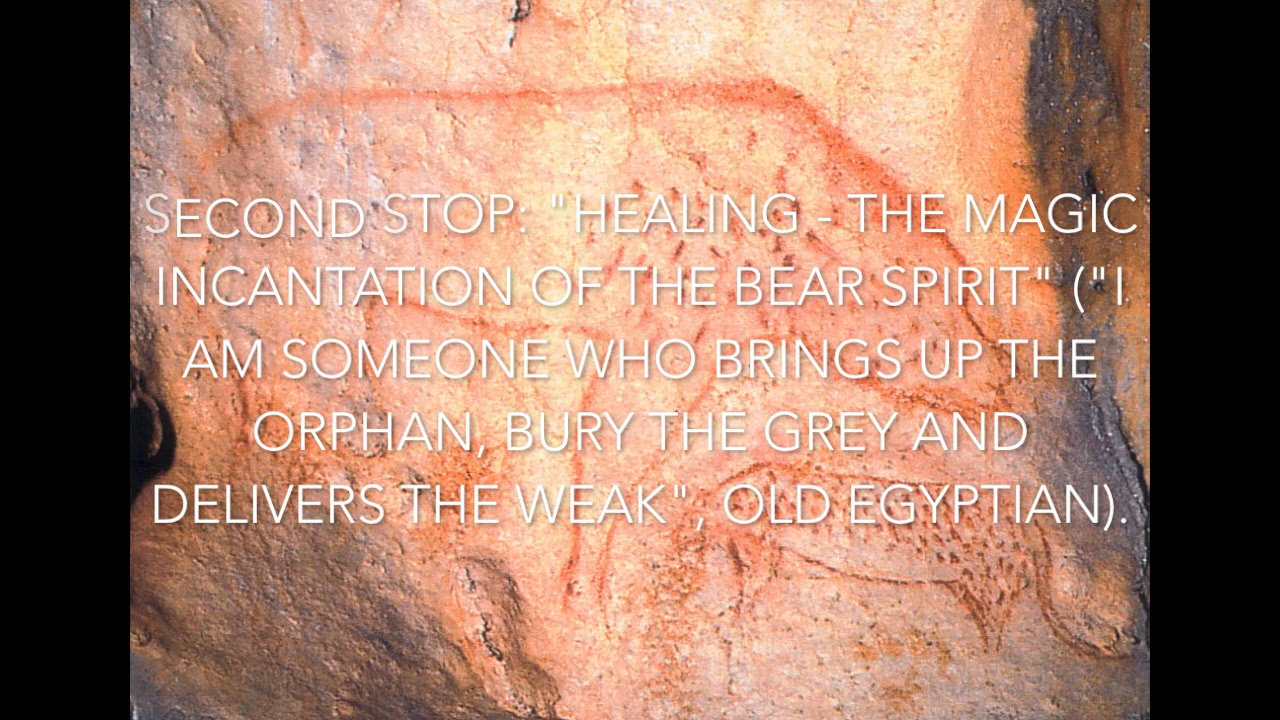 SECOND STOP: "HEALING - THE MAGIC
INCANTATION OF THE BEAR SPIRIT" ("I
AM SOMEONE WHO BRINGS UP THE
ORPHAN, BURY THE GREY AND
DELIVERS THE WEAK", OLD EGYPTIAN).